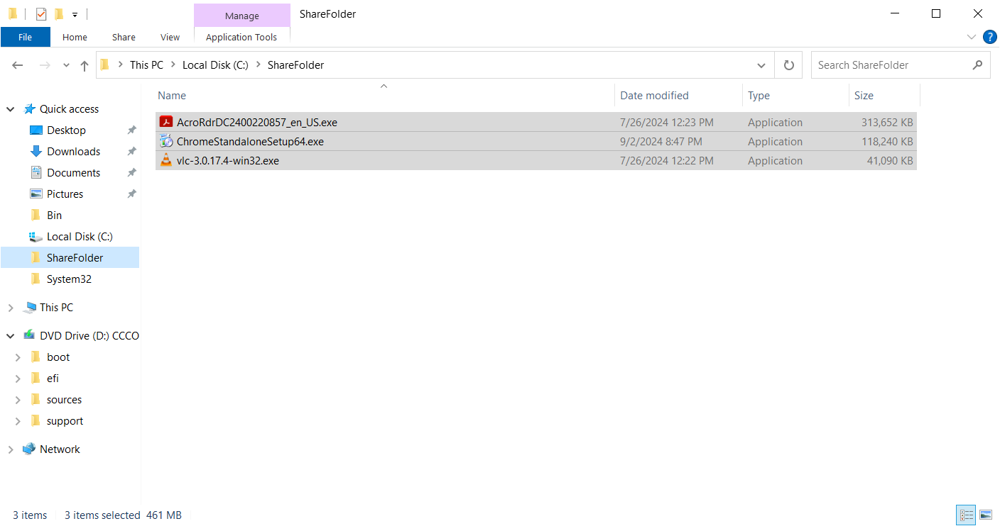 Manage
ShareFolder
File
Home
Share
View
Application Tools
?
This PC
Local Disk (C:)
ShareFolder
Search ShareFolder
Name
Date modified
Type
Size
AcroRdrDC2400220857_en_US.exe 7/26/2024 12:23 PM Application 313,652 KB
ChromeStandaloneSetup64.exe 9/2/2024 8:47 PM Application 118,240 KB
vlc-3.0.17.4-win32.exe 7/26/2024 12:22 PM Application 41,090 KB
Quick access
Desktop
Downloads
Documents
Pictures
Bin
Local Disk (C:)
ShareFolder
System32
This PC
DVD Drive (D:) CCCO
boot
efi
sources
support
Network
3 items
3 items selected 461 MB